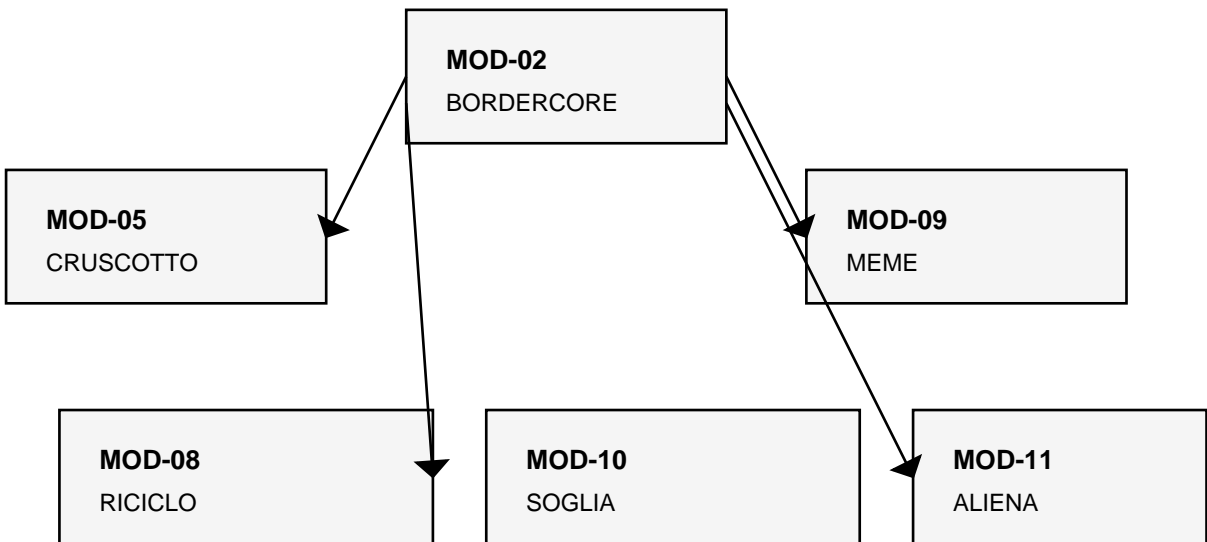 MOD-02
BORDERCORE
MOD-05
CRUSCOTTO
MOD-09
MEME
MOD-08
RICICLO
MOD-10
SOGLIA
MOD-11
ALIENA